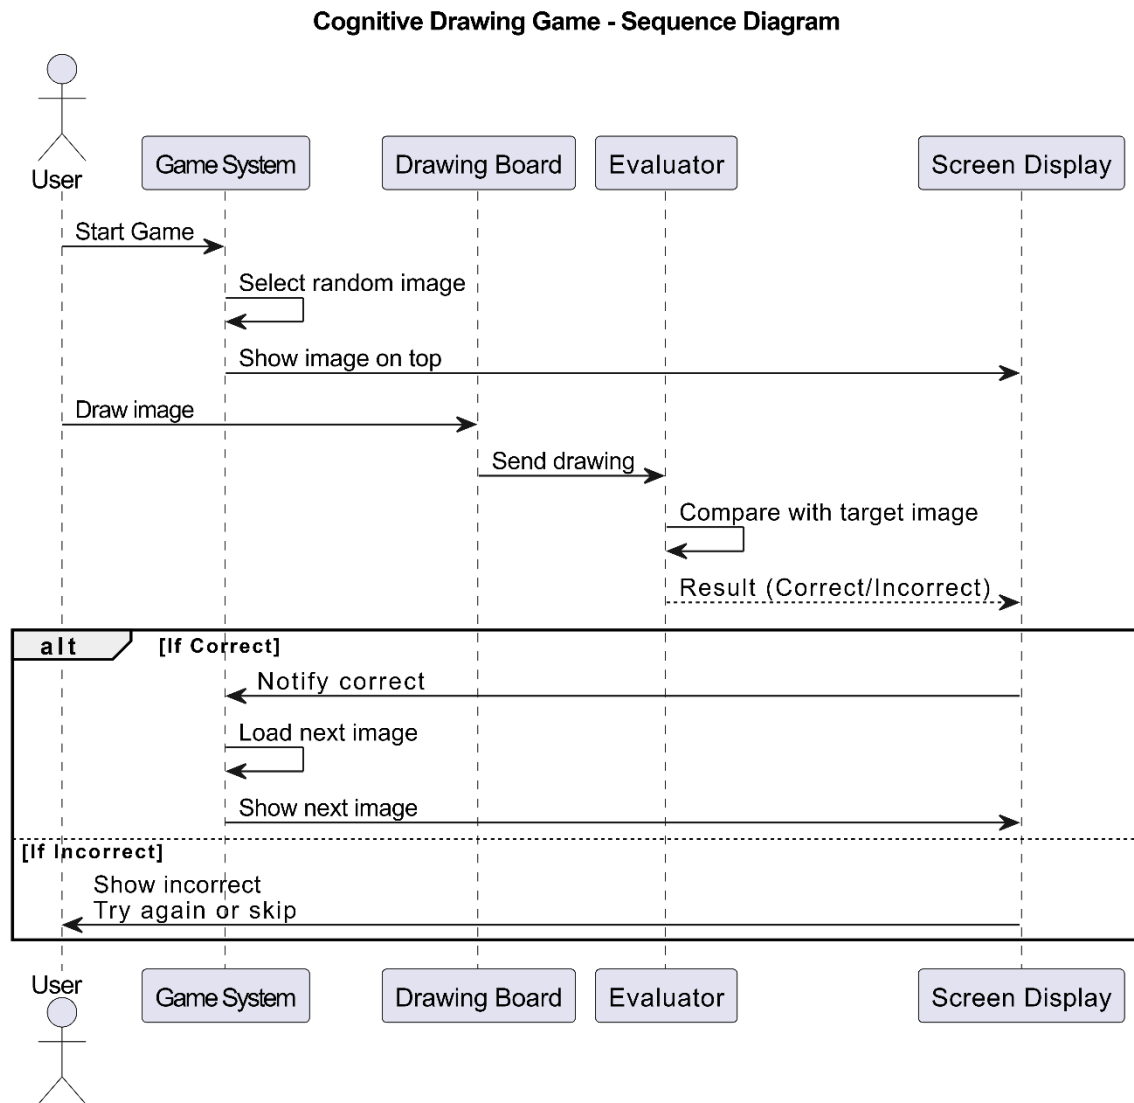 Cognitive Drawing Game - Sequence Diagram
User
Game System
Drawing Board
Evaluator
Screen Display
Start Game
Select random image
Show image on top
Draw image
Send drawing
Compare with target image
Result (Correct/Incorrect)
alt
[If Correct]
Notify correct
Load next image
Show next image
[If Incorrect]
Show incorrect
Try again or skip
User
Game System
Drawing Board
Evaluator
Screen Display